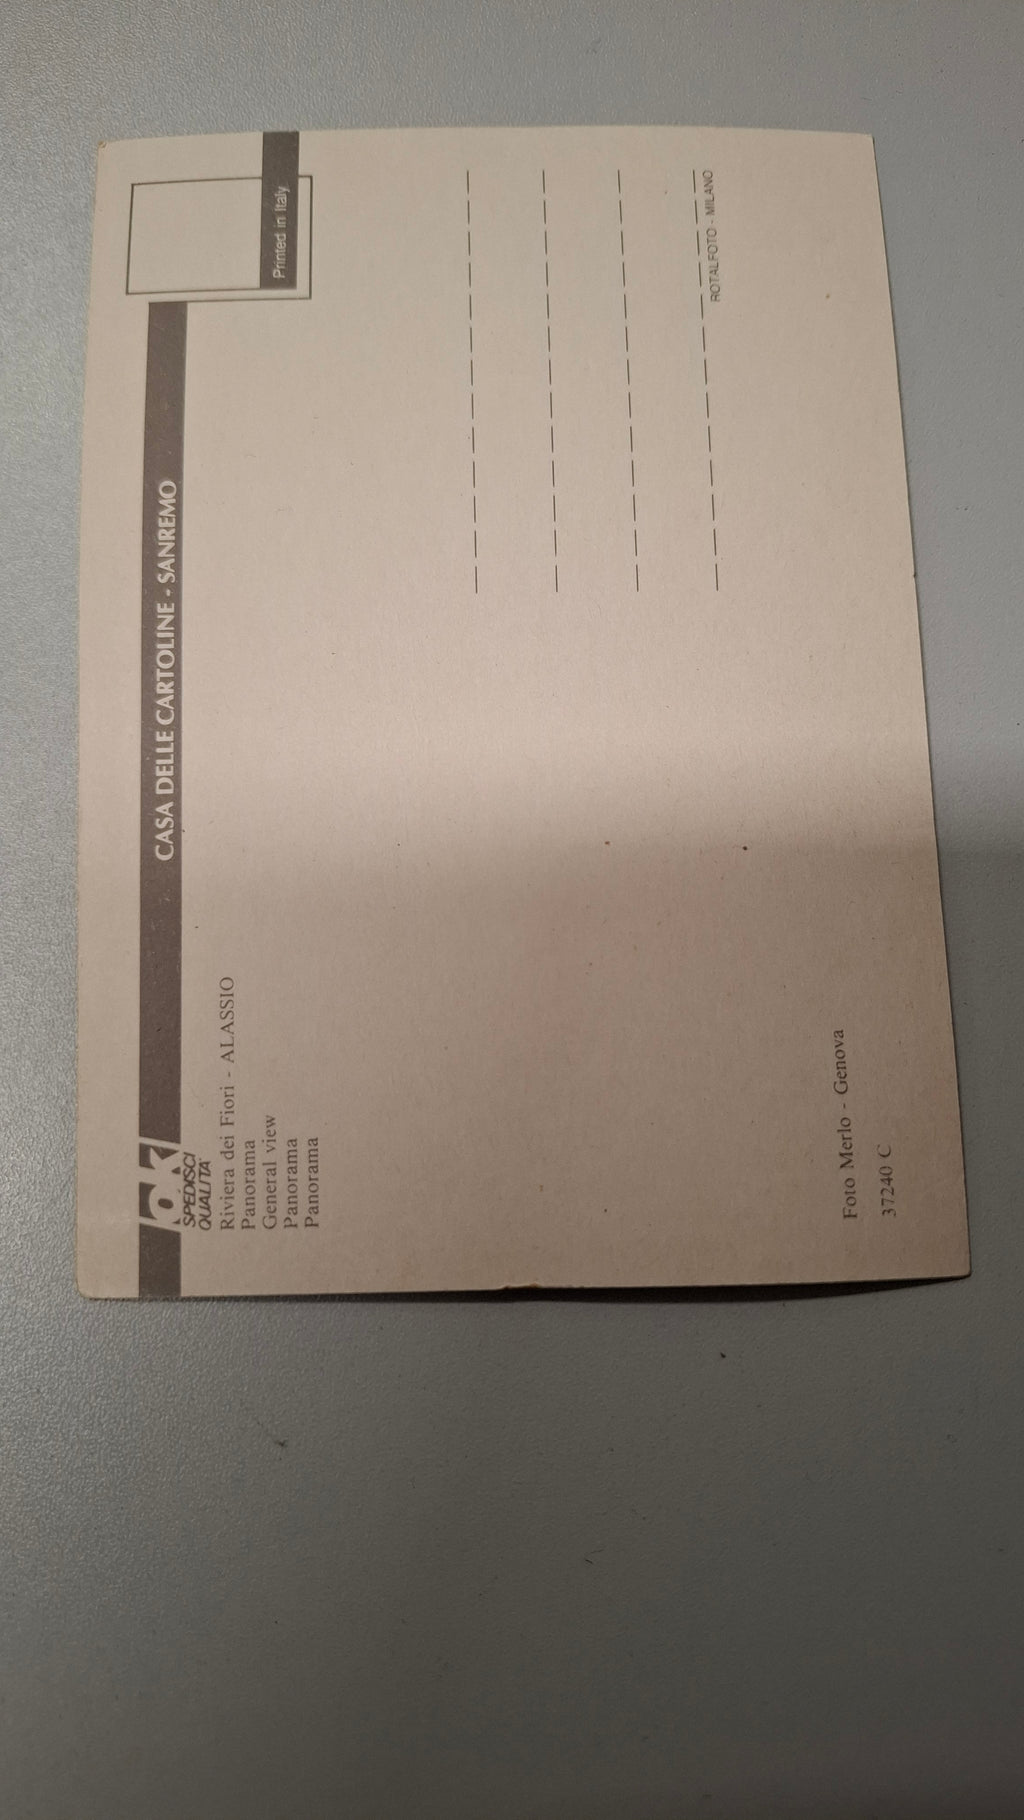 CASA DELLE CARTOLINE - SANREMO
Printed in Italy
ok
SPEDISCI
QUALITA'
Riviera dei Fiori - ALASSIO
Panorama
General view
Panorama
Panorama
ROTALFOTO - MILANO
Foto Merlo - Genova
37240 C